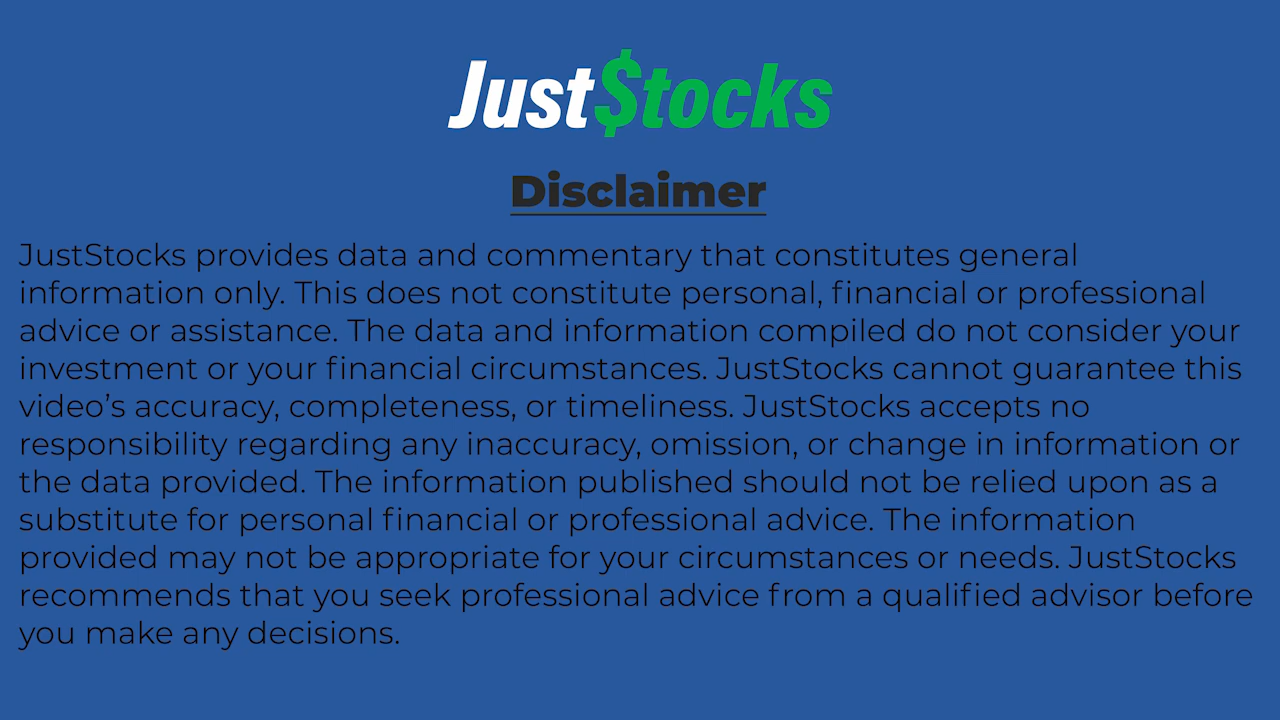 Just$tocks
Disclaimer
JustStocks provides data and commentary that constitutes general
information only. This does not constitute personal, financial or professional
advice or assistance. The data and information compiled do not consider your
investment or your financial circumstances. JustStocks cannot guarantee this
video’s accuracy, completeness, or timeliness. JustStocks accepts no
responsibility regarding any inaccuracy, omission, or change in information or
the data provided. The information published should not be relied upon as a
substitute for personal financial or professional advice. The information
provided may not be appropriate for your circumstances or needs. JustStocks
recommends that you seek professional advice from a qualified advisor before
you make any decisions.